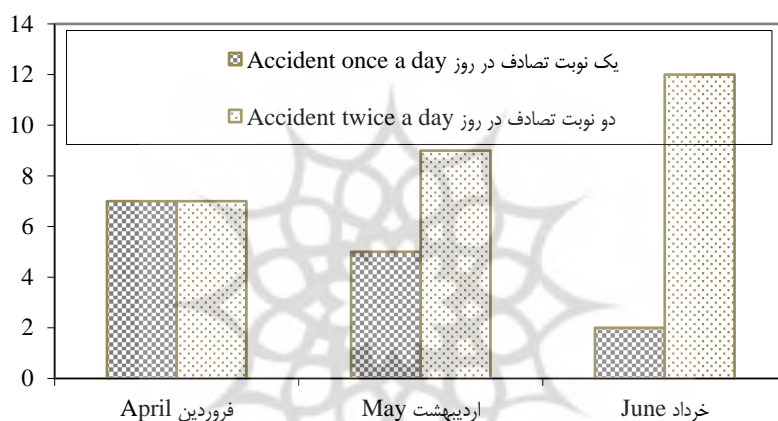 14
12
10
8
6
4
2
0
Accident once a day یک نوبت تصادف در روز
Accident twice a day دو نوبت تصادف در روز
April فروردین
May اردیبهشت
June خرداد